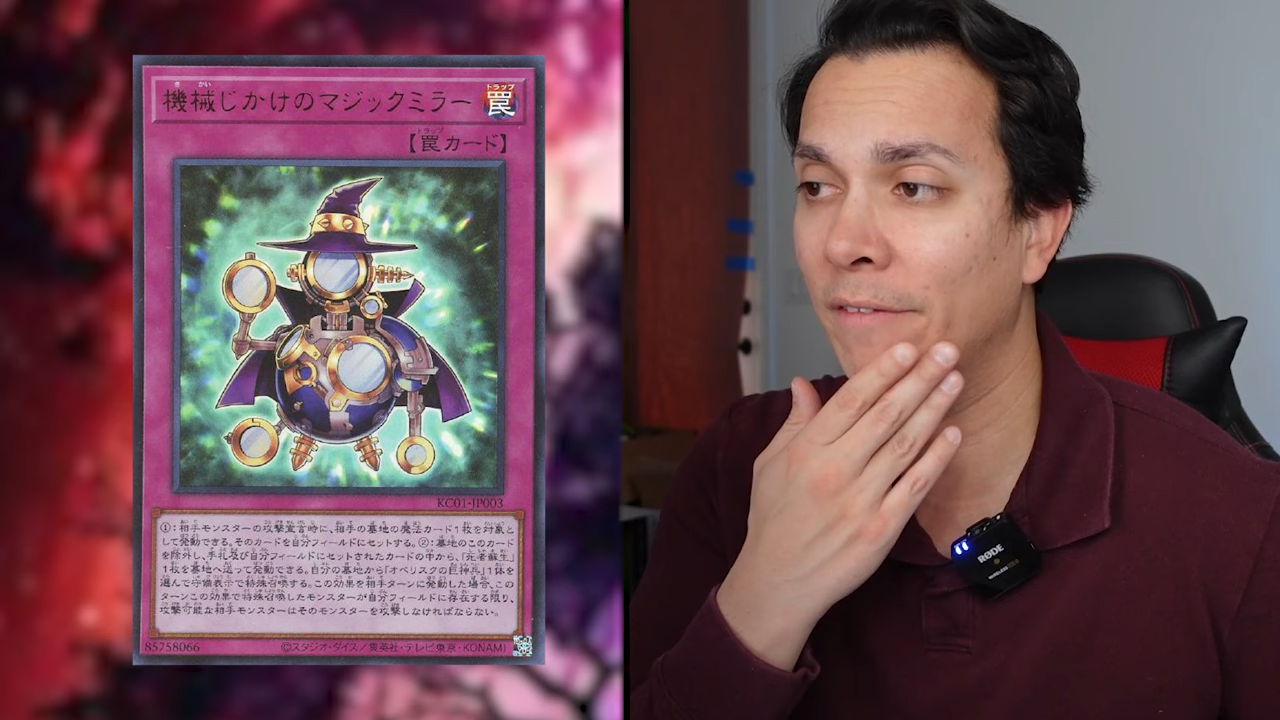 機械じかけのマジックミラー
トラップ
罠
【罠カード】
KC01-JP003
①：相手モンスターの攻撃宣言時に、相手の墓地の魔法カード1枚を対象と
して発動できる。そのカードを自分フィールドにセットする。②：墓地のこのカード
を除外し、手札及び自分フィールドにセットされたカードの中から、「死者蘇生」
1枚を墓地へ送って発動できる。自分の墓地から「オベリスクの巨神兵」1体を
選んで守備表示で特殊召喚する。この効果を相手ターンに発動した場合、この
ターンこの効果で特殊召喚したモンスターが自分フィールドに存在する限り、
攻撃可能な相手モンスターはそのモンスターを攻撃しなければならない。
85758066
©スタジオ・ダイス／集英社・テレビ東京・KONAMI
RØDE